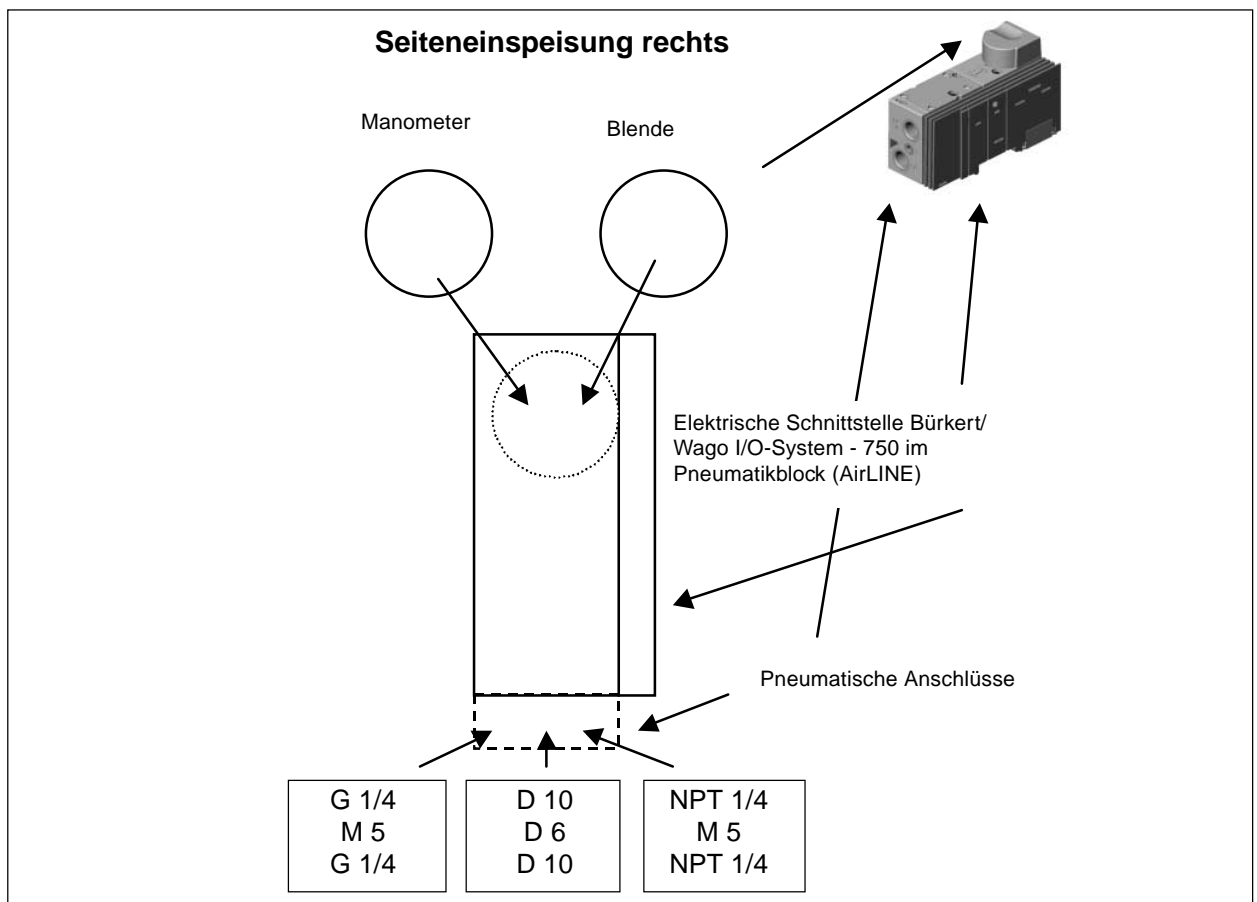 Seiteneinspeisung rechts
Manometer
Blende
Elektrische Schnittstelle Bürkert/
Wago I/O-System - 750 im
Pneumatikblock (AirLINE)
Pneumatische Anschlüsse
G 1/4
M 5
G 1/4
D 10
D 6
D 10
NPT 1/4
M 5
NPT 1/4